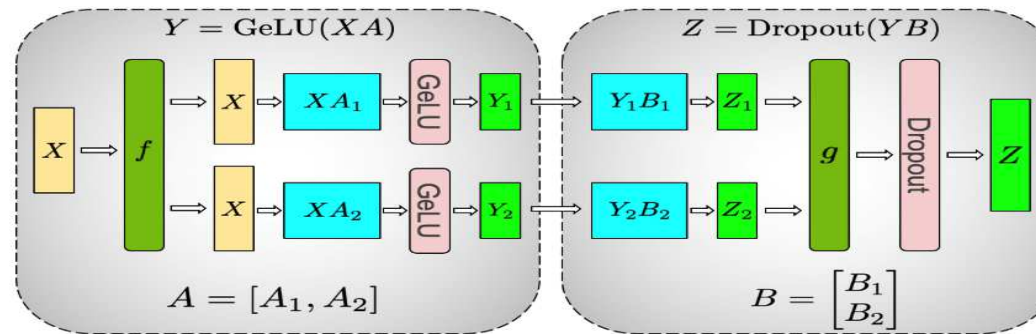 Y = GeLU(XA)
Z = Dropout(YB)
X
f
X
XA₁
GeLU
Y₁
Y₁B₁
Z₁
X
XA₂
GeLU
Y₂
Y₂B₂
Z₂
g
Dropout
Z
A = [A₁, A₂]
B = [B₁
B₂]